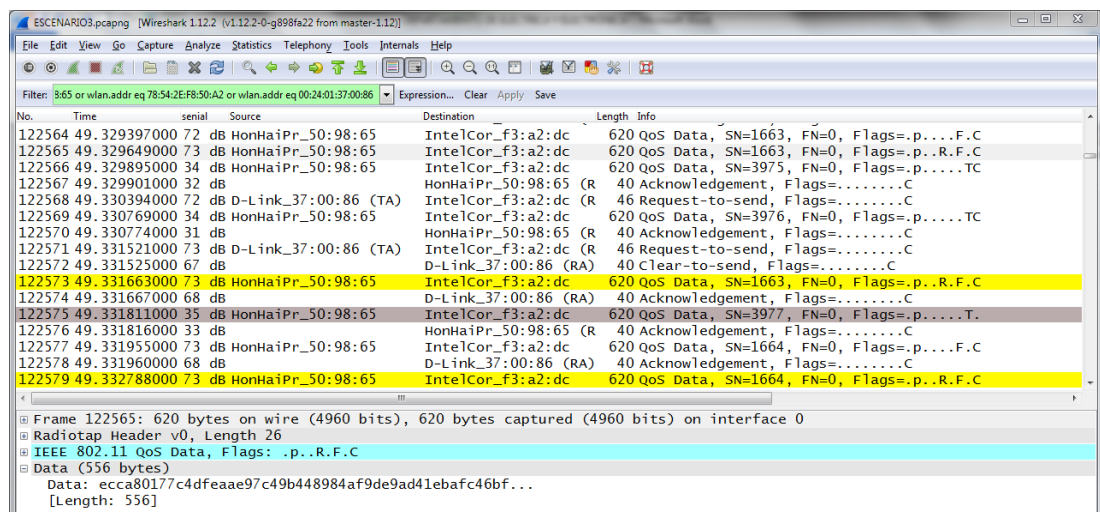 ESCENARIO3.pcapng [Wireshark 1.12.2 (v1.12.2-0-g898fa22 from master-1.12)]
File Edit View Go Capture Analyze Statistics Telephony Tools Internals Help
Filter: 3:65 or wlan.addr eq 78:54:2E:F8:50:A2 or wlan.addr eq 00:24:01:37:00:86 Expression... Clear Apply Save
No. Time senial Source Destination Length Info
122564 49.329397000 72 dB HonHaiPr_50:98:65 IntelCor_f3:a2:dc 620 QoS Data, SN=1663, FN=0, Flags=.p....F.C
122565 49.329649000 73 dB HonHaiPr_50:98:65 IntelCor_f3:a2:dc 620 QoS Data, SN=1663, FN=0, Flags=.p..R.F.C
122566 49.329895000 34 dB HonHaiPr_50:98:65 IntelCor_f3:a2:dc 620 QoS Data, SN=3975, FN=0, Flags=.p.....TC
122567 49.329901000 32 dB HonHaiPr_50:98:65 (R 40 Acknowledgement, Flags=........C
122568 49.330394000 72 dB D-Link_37:00:86 (TA) IntelCor_f3:a2:dc (R 46 Request-to-send, Flags=........C
122569 49.330769000 34 dB HonHaiPr_50:98:65 IntelCor_f3:a2:dc 620 QoS Data, SN=3976, FN=0, Flags=.p.....TC
122570 49.330774000 31 dB HonHaiPr_50:98:65 (R 40 Acknowledgement, Flags=........C
122571 49.331521000 73 dB D-Link_37:00:86 (TA) IntelCor_f3:a2:dc (R 46 Request-to-send, Flags=........C
122572 49.331525000 67 dB D-Link_37:00:86 (RA) 40 Clear-to-send, Flags=........C
122573 49.331663000 73 dB HonHaiPr_50:98:65 IntelCor_f3:a2:dc 620 QoS Data, SN=1663, FN=0, Flags=.p..R.F.C
122574 49.331667000 68 dB D-Link_37:00:86 (RA) 40 Acknowledgement, Flags=........C
122575 49.331811000 35 dB HonHaiPr_50:98:65 IntelCor_f3:a2:dc 620 QoS Data, SN=3977, FN=0, Flags=.p.....T.
122576 49.331816000 33 dB HonHaiPr_50:98:65 (R 40 Acknowledgement, Flags=........C
122577 49.331955000 73 dB HonHaiPr_50:98:65 IntelCor_f3:a2:dc 620 QoS Data, SN=1664, FN=0, Flags=.p....F.C
122578 49.331960000 68 dB D-Link_37:00:86 (RA) 40 Acknowledgement, Flags=........C
122579 49.332788000 73 dB HonHaiPr_50:98:65 IntelCor_f3:a2:dc 620 QoS Data, SN=1664, FN=0, Flags=.p..R.F.C
Frame 122565: 620 bytes on wire (4960 bits), 620 bytes captured (4960 bits) on interface 0
Radiotap Header v0, Length 26
IEEE 802.11 QoS Data, Flags: .p..R.F.C
Data (556 bytes)
Data: ecca80177c4dfeaae97c49b448984af9de9ad41ebafc46bf...
[Length: 556]